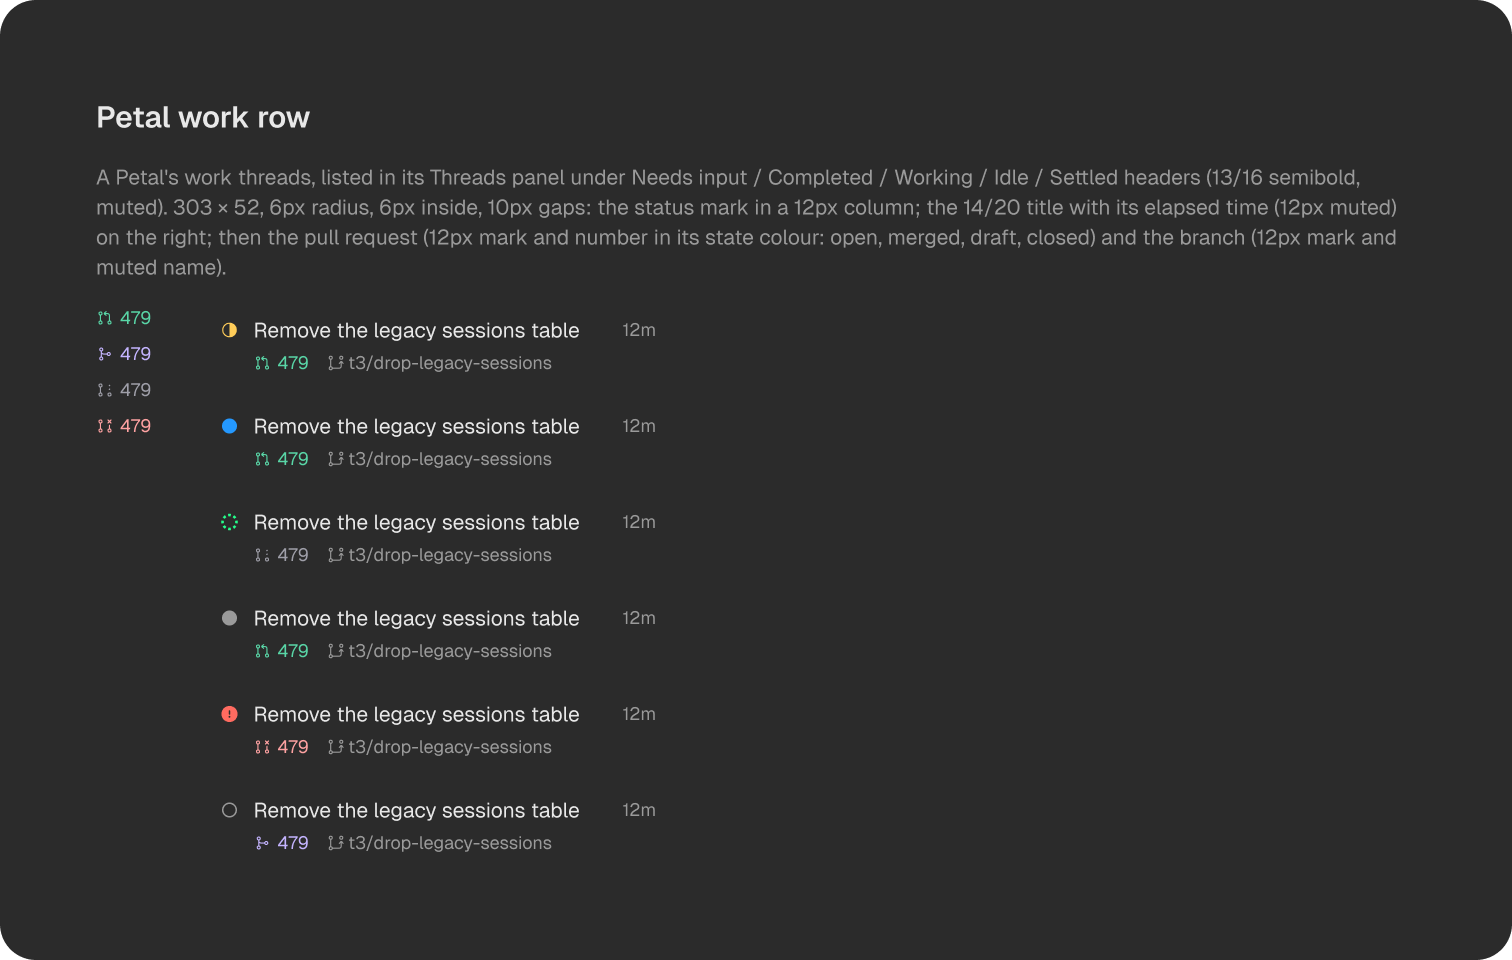 Petal work row
A Petal's work threads, listed in its Threads panel under Needs input / Completed / Working / Idle / Settled headers (13/16 semibold,
muted). 303 × 52, 6px radius, 6px inside, 10px gaps: the status mark in a 12px column; the 14/20 title with its elapsed time (12px muted)
on the right; then the pull request (12px mark and number in its state colour: open, merged, draft, closed) and the branch (12px mark and
muted name).
479
479
479
479
Remove the legacy sessions table 12m
479 t3/drop-legacy-sessions
Remove the legacy sessions table 12m
479 t3/drop-legacy-sessions
Remove the legacy sessions table 12m
479 t3/drop-legacy-sessions
Remove the legacy sessions table 12m
479 t3/drop-legacy-sessions
Remove the legacy sessions table 12m
479 t3/drop-legacy-sessions
Remove the legacy sessions table 12m
479 t3/drop-legacy-sessions